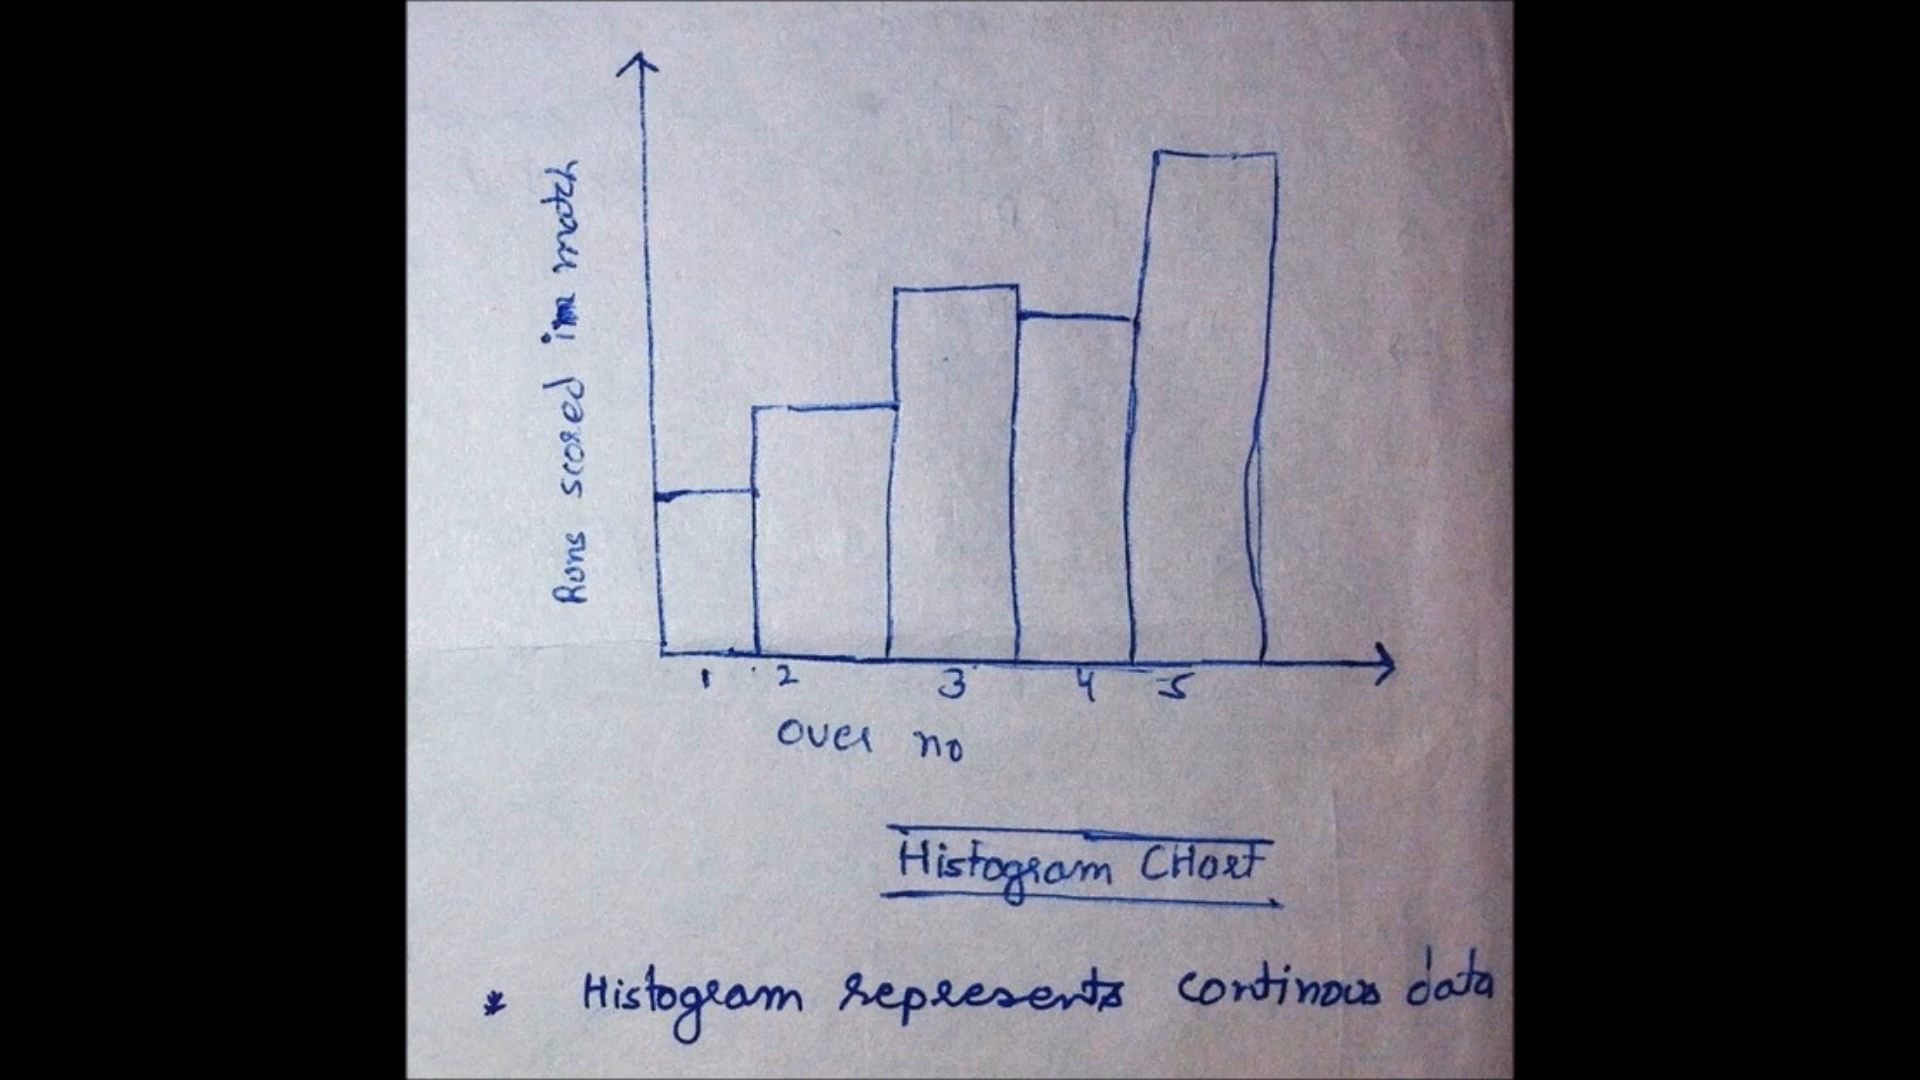 Runs scored in match
1 2 3 4 5
Over no
Histogram CHart
* Histogram represents continous data